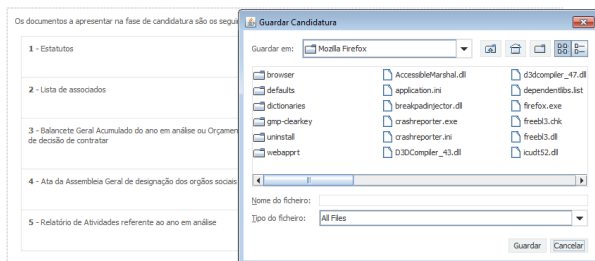 Os documentos a apresentar na fase de candidatura são os
1 - Estatutos
2 - Lista de associados
3 - Balancete Geral Acumulado do ano em análise ou
de decisão de contratar
4 - Ata da Assembleia Geral de designação dos orgãos sociais
5 - Relatório de Atividades referente ao ano em análise
Guardar Candidatura
Guardar em: Mozilla Firefox
browser AccessibleMarshal.dll d3dcompiler_47.dll
defaults application.ini dependentlibs.list
dictionaries breakpadinjector.dll firefox.exe
gmp-clearkey crashreporter.exe freebl3.chk
uninstall crashreporter.ini freebl3.dll
webapprt D3DCompiler_43.dll icudt52.dll
Nome do ficheiro:
Tipo do ficheiro: All Files
Guardar Cancelar